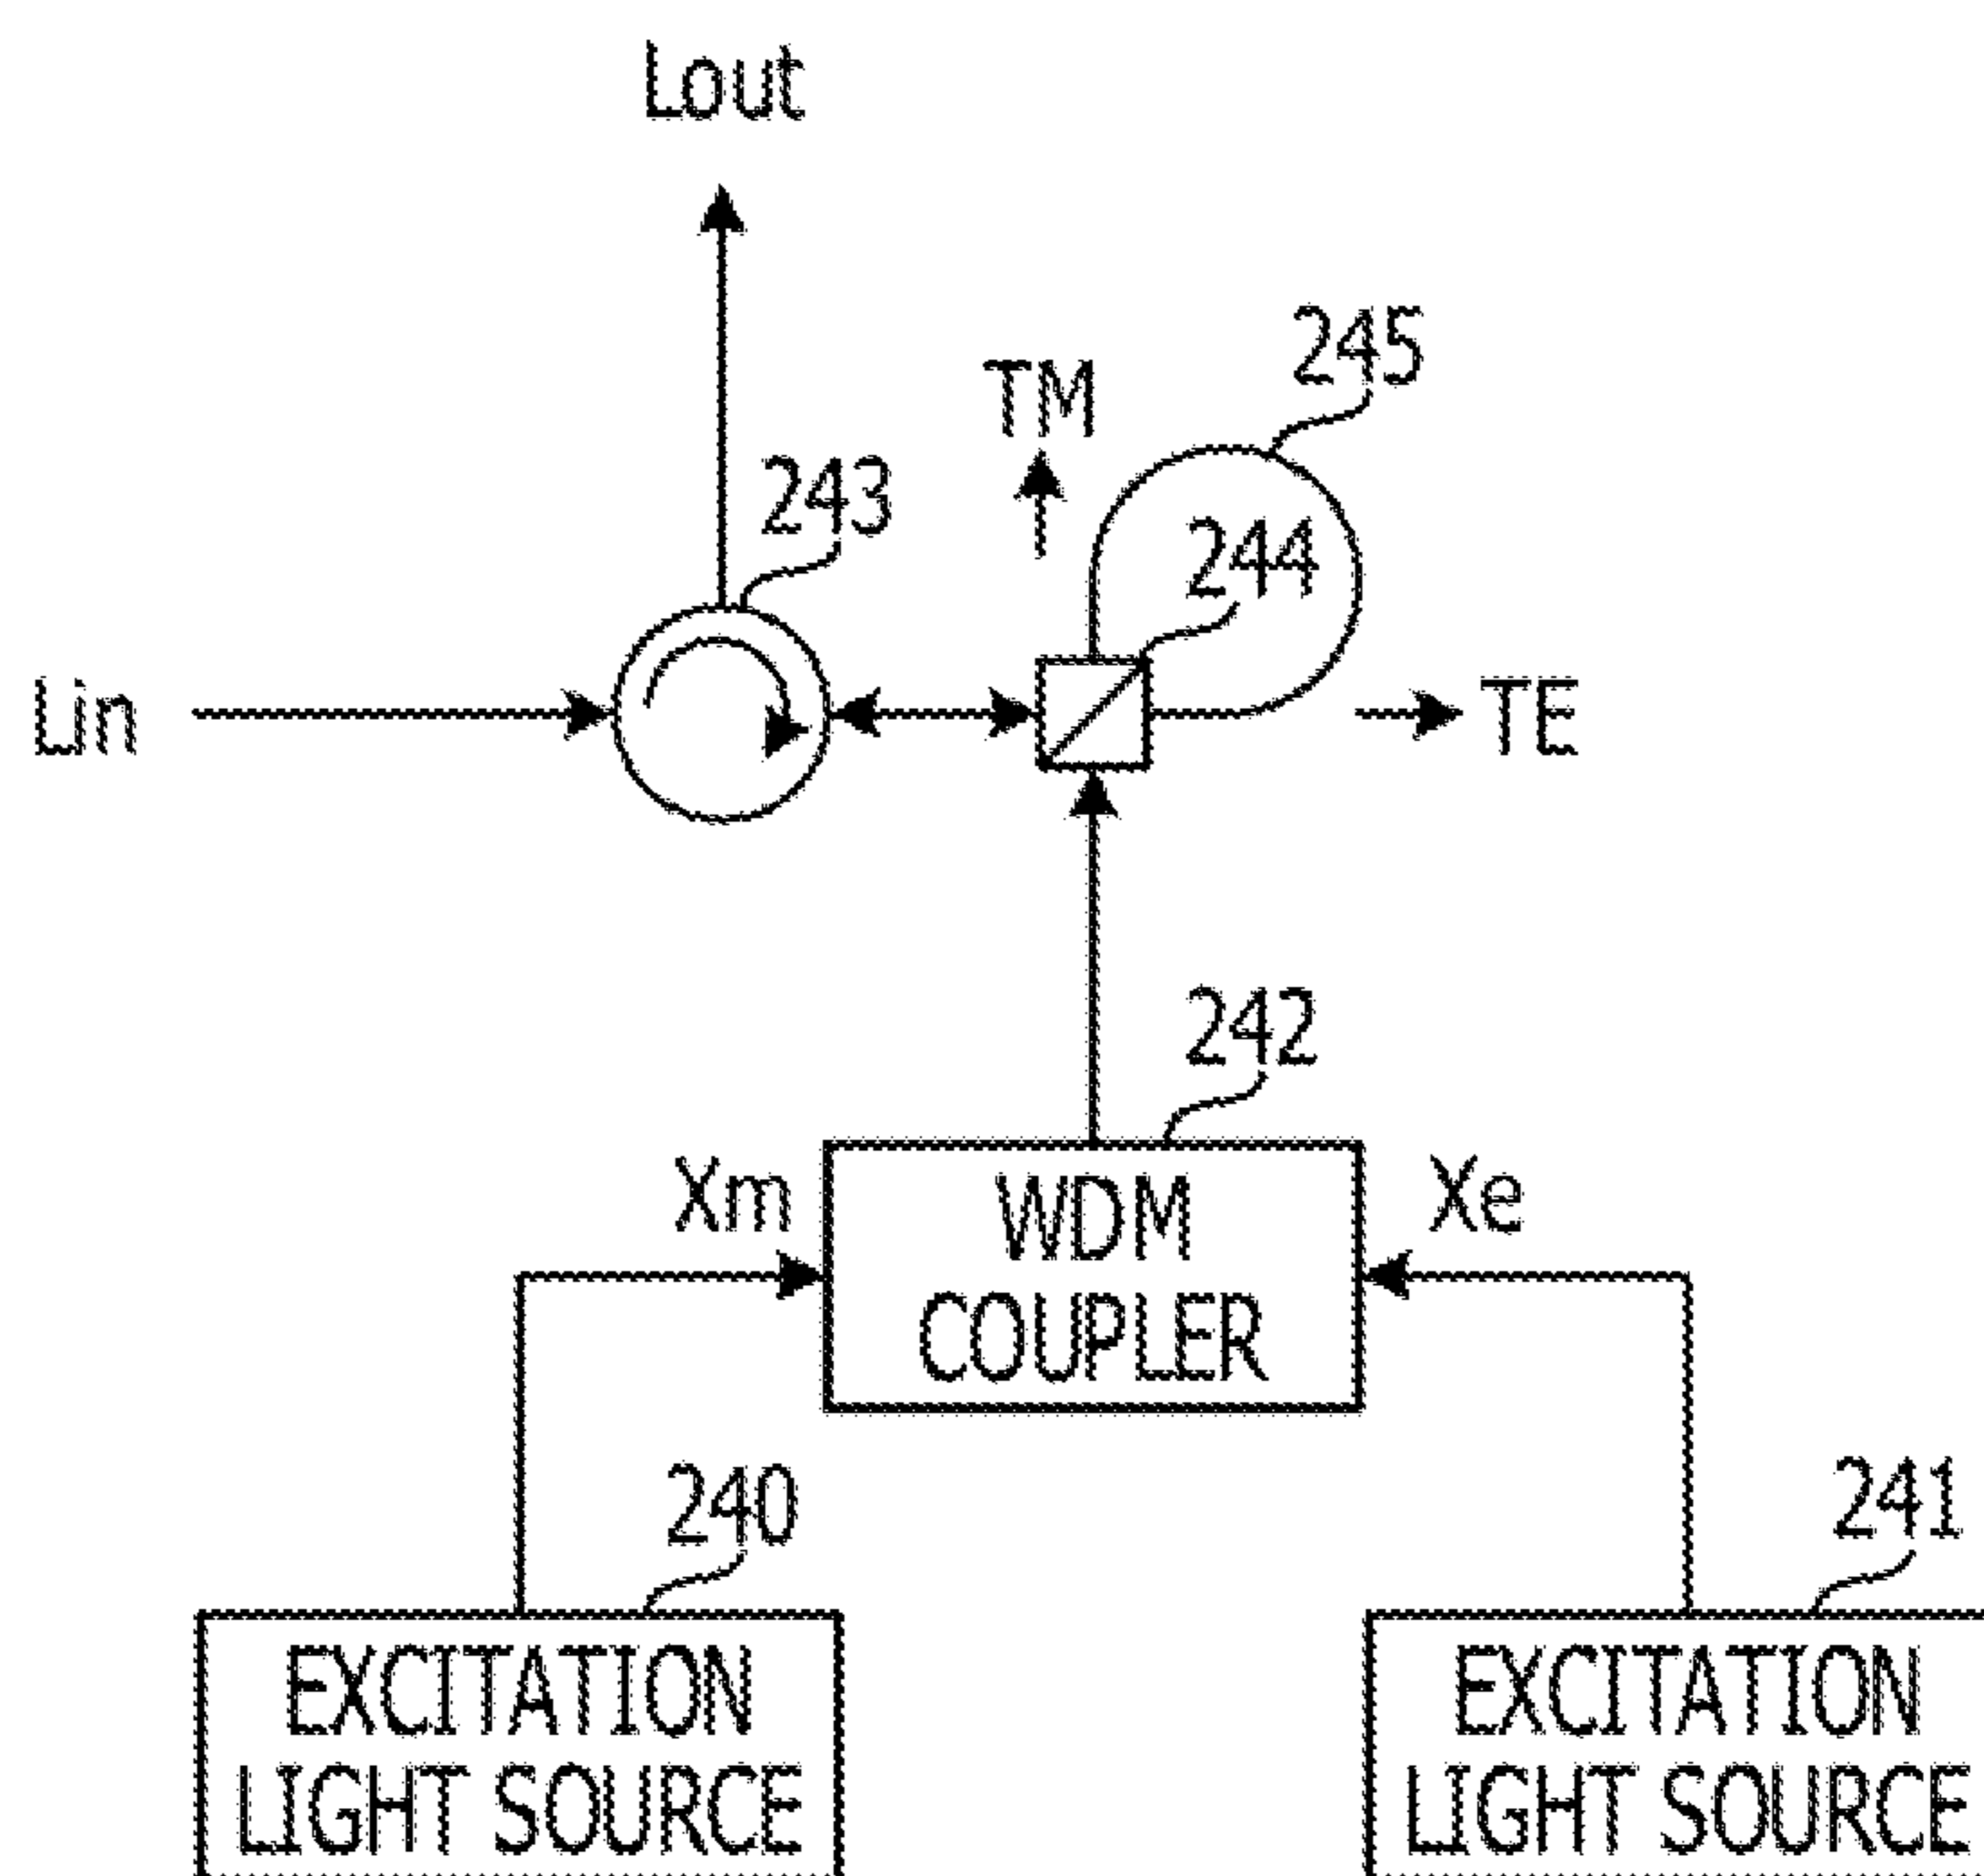 Lout
245
TM
243
244
Lin
TE
242
Xm
WDM
COUPLER
Xe
240
241
EXCITATION
LIGHT SOURCE
EXCITATION
LIGHT SOURCE